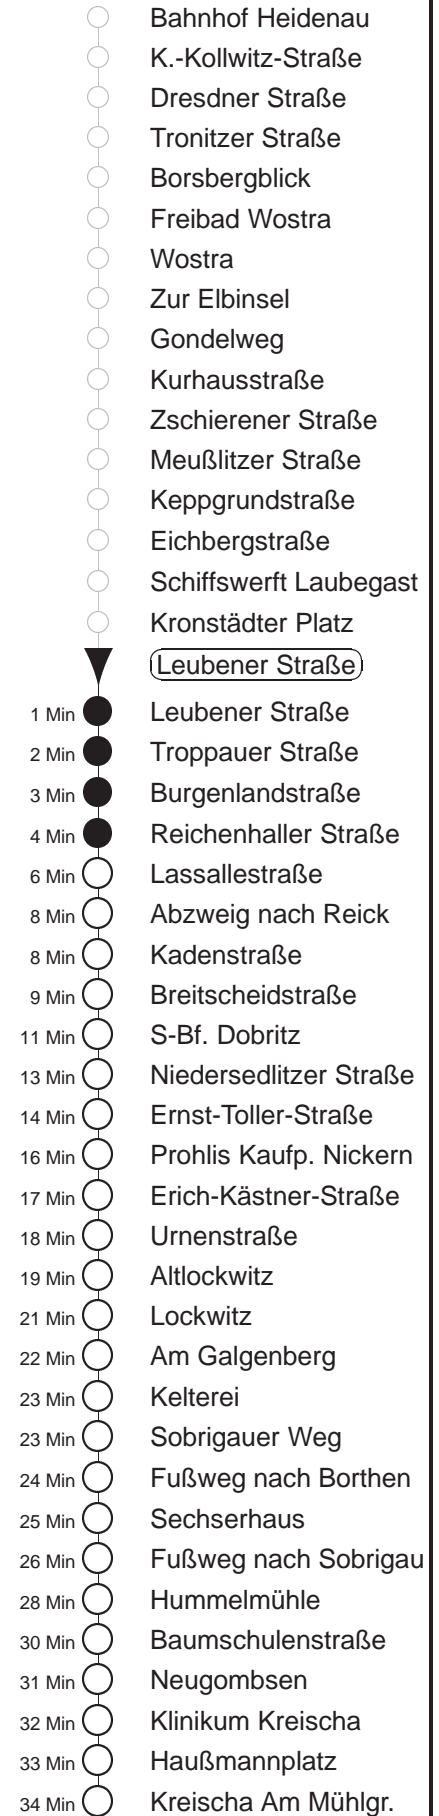 Bahnhof Heidenau
K.-Kollwitz-Straße
Dresdner Straße
Tronitzer Straße
Borsbergblick
Freibad Wostra
Wostra
Zur Elbinsel
Gondelweg
Kurhausstraße
Zschierener Straße
Meußlitzer Straße
Keppgrundstraße
Eichbergstraße
Schiffswerft Laubegast
Kronstädter Platz
Leubener Straße
1 Min Leubener Straße
2 Min Troppauer Straße
3 Min Burgenlandstraße
4 Min Reichenhaller Straße
6 Min Lassallestraße
8 Min Abzweig nach Reick
8 Min Kadenstraße
9 Min Breitscheidstraße
11 Min S-Bf. Dobritz
13 Min Niedersedlitzer Straße
14 Min Ernst-Toller-Straße
16 Min Prohlis Kaufp. Nickern
17 Min Erich-Kästner-Straße
18 Min Urnenstraße
19 Min Altlockwitz
21 Min Lockwitz
22 Min Am Galgenberg
23 Min Kelterei
23 Min Sobrigauer Weg
24 Min Fußweg nach Borthen
25 Min Sechserhaus
26 Min Fußweg nach Sobrigau
28 Min Hummelmühle
30 Min Baumschulenstraße
31 Min Neugombsen
32 Min Klinikum Kreischa
33 Min Haußmannplatz
34 Min Kreischa Am Mühlgr.